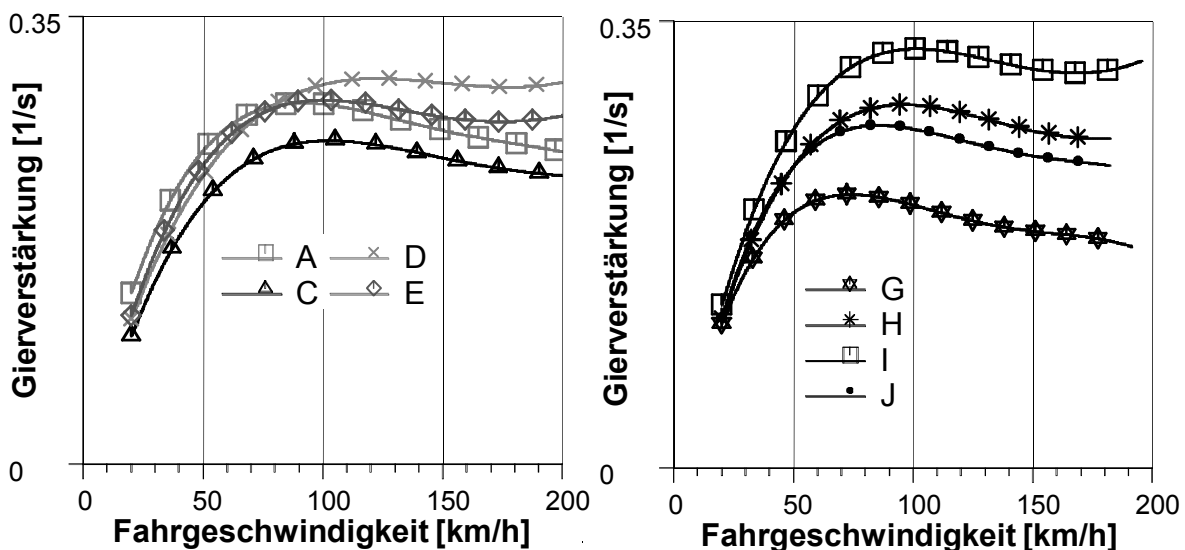 0.35
Gierverstärkung [1/s]
A D
C E
0
0 50 100 150 200
Fahrgeschwindigkeit [km/h]
0.35
Gierverstärkung [1/s]
G
H
I
J
0
0 50 100 150 200
Fahrgeschwindigkeit [km/h]